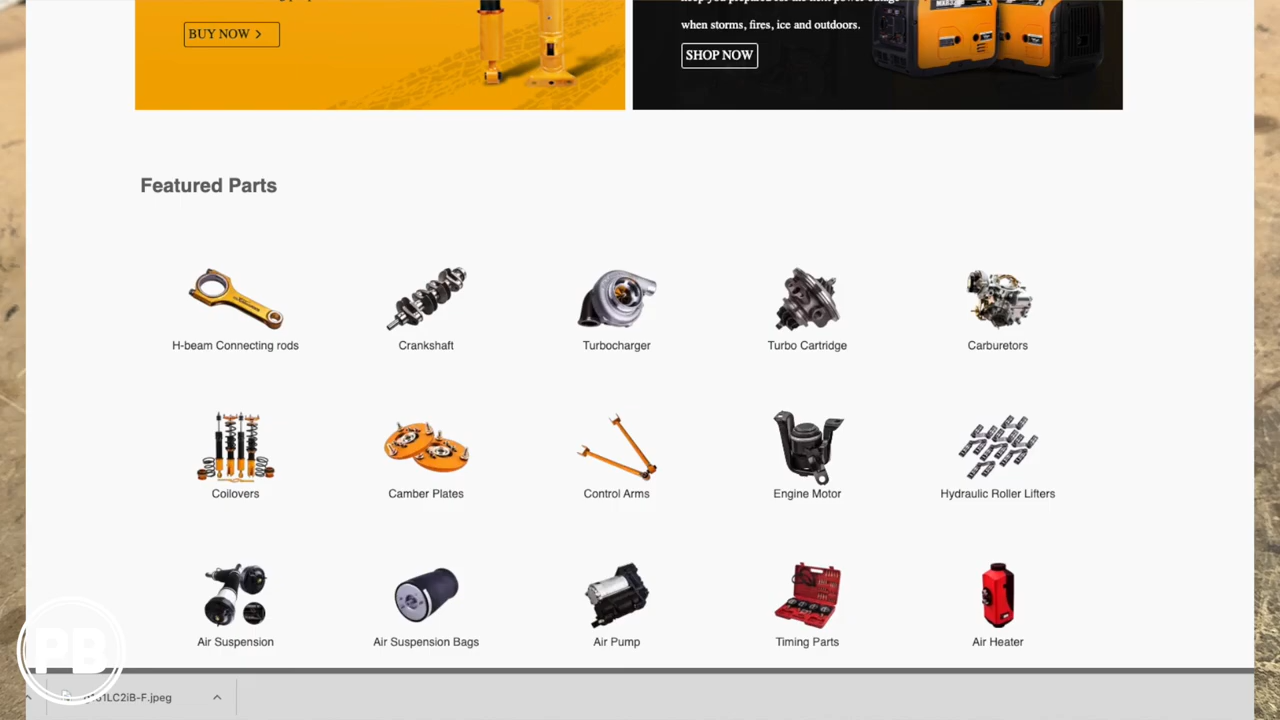 BUY NOW >
when storms, fires, ice and outdoors.
SHOP NOW
Featured Parts
H-beam Connecting rods
Crankshaft
Turbocharger
Turbo Cartridge
Carburetors
Coilovers
Camber Plates
Control Arms
Engine Motor
Hydraulic Roller Lifters
Air Suspension
Air Suspension Bags
Air Pump
Timing Parts
Air Heater
PB